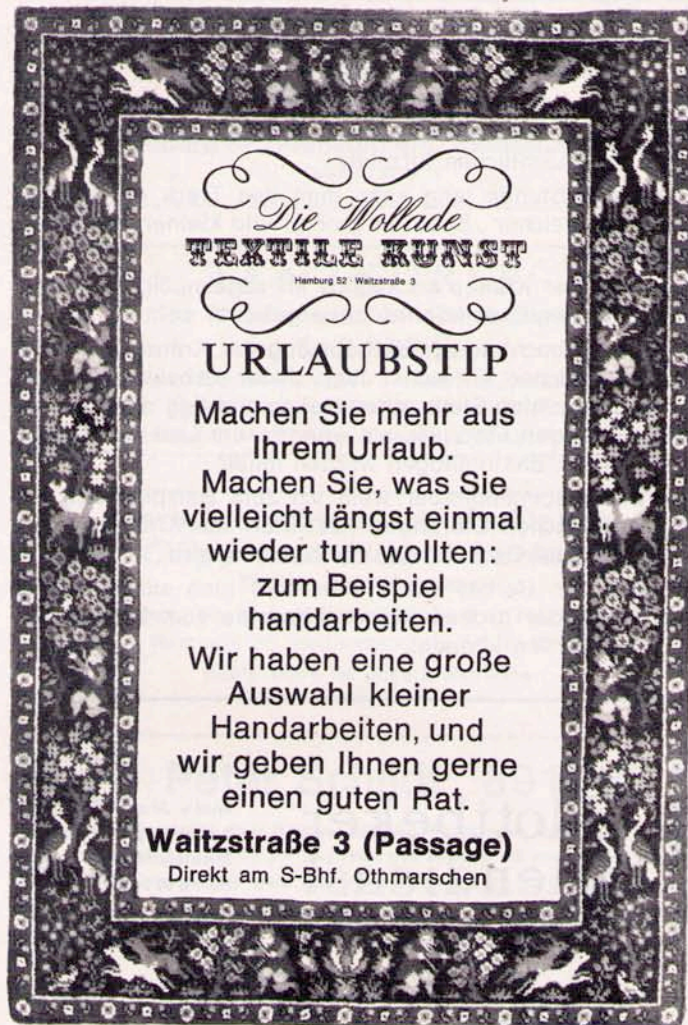 Die Wollade
TEXTILE KUNST
Hamburg 52 · Waitzstraße 3
URLAUBSTIP
Machen Sie mehr aus
Ihrem Urlaub.
Machen Sie, was Sie
vielleicht längst einmal
wieder tun wollten:
zum Beispiel
handarbeiten.
Wir haben eine große
Auswahl kleiner
Handarbeiten, und
wir geben Ihnen gerne
einen guten Rat.
Waitzstraße 3 (Passage)
Direkt am S-Bhf. Othmarschen